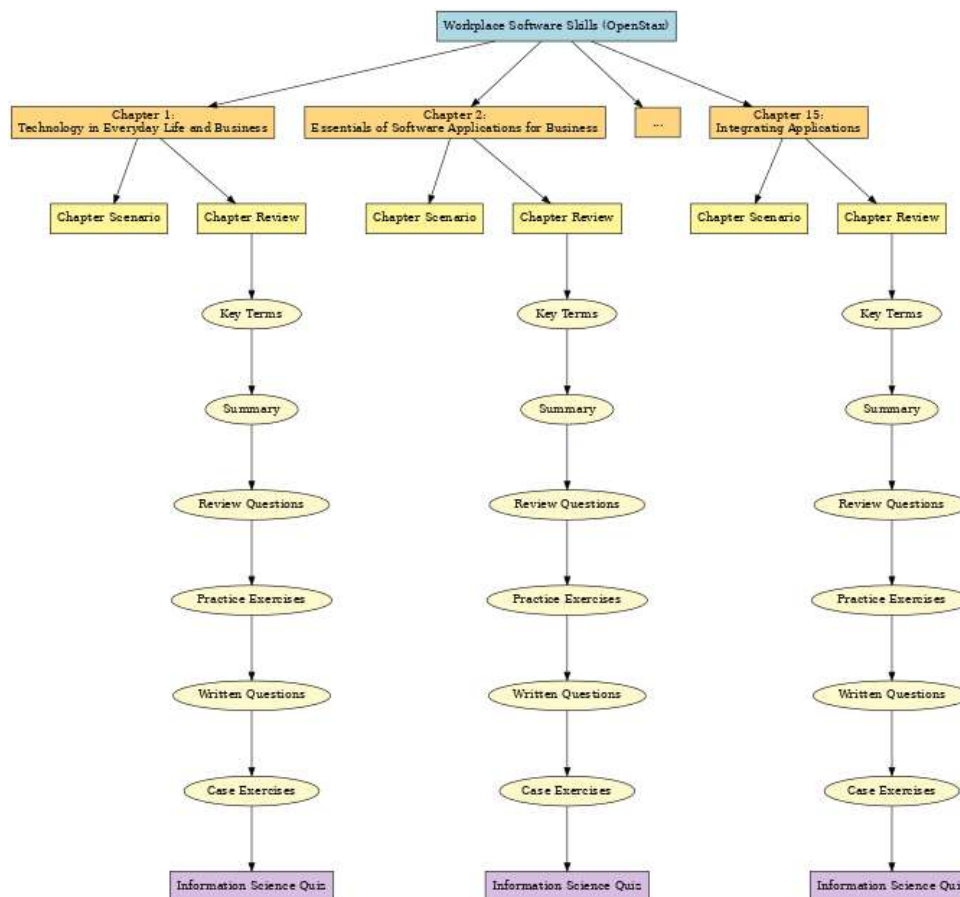 Workplace Software Skills (OpenStax)
Chapter 1:
Technology in Everyday Life and Business
Chapter 2:
Essentials of Software Applications for Business
...
Chapter 15:
Integrating Applications
Chapter Scenario
Chapter Review
Chapter Scenario
Chapter Review
Chapter Scenario
Chapter Review
Key Terms
Key Terms
Key Terms
Summary
Summary
Summary
Review Questions
Review Questions
Review Questions
Practice Exercises
Practice Exercises
Practice Exercises
Written Questions
Written Questions
Written Questions
Case Exercises
Case Exercises
Case Exercises
Information Science Quiz
Information Science Quiz
Information Science Quiz